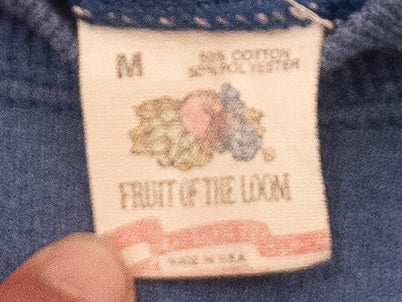 M
50% COTTON
50% POLYESTER
FRUIT OF THE LOOM
®
MADE IN U.S.A.